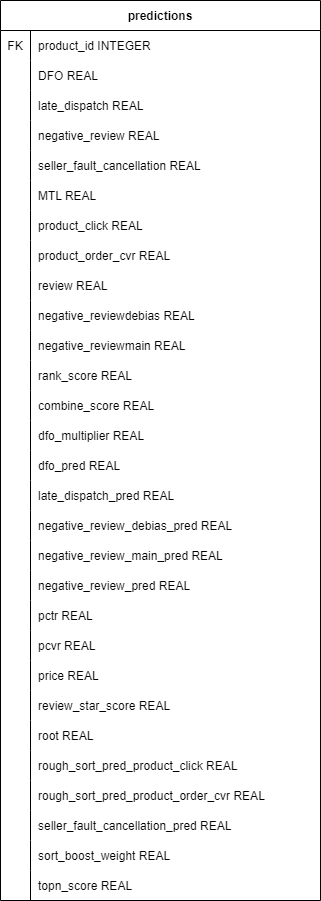 predictions
FK product_id INTEGER
DFO REAL
late_dispatch REAL
negative_review REAL
seller_fault_cancellation REAL
MTL REAL
product_click REAL
product_order_cvr REAL
review REAL
negative_reviewdebias REAL
negative_reviewmain REAL
rank_score REAL
combine_score REAL
dfo_multiplier REAL
dfo_pred REAL
late_dispatch_pred REAL
negative_review_debias_pred REAL
negative_review_main_pred REAL
negative_review_pred REAL
pctr REAL
pcvr REAL
price REAL
review_star_score REAL
root REAL
rough_sort_pred_product_click REAL
rough_sort_pred_product_order_cvr REAL
seller_fault_cancellation_pred REAL
sort_boost_weight REAL
topn_score REAL